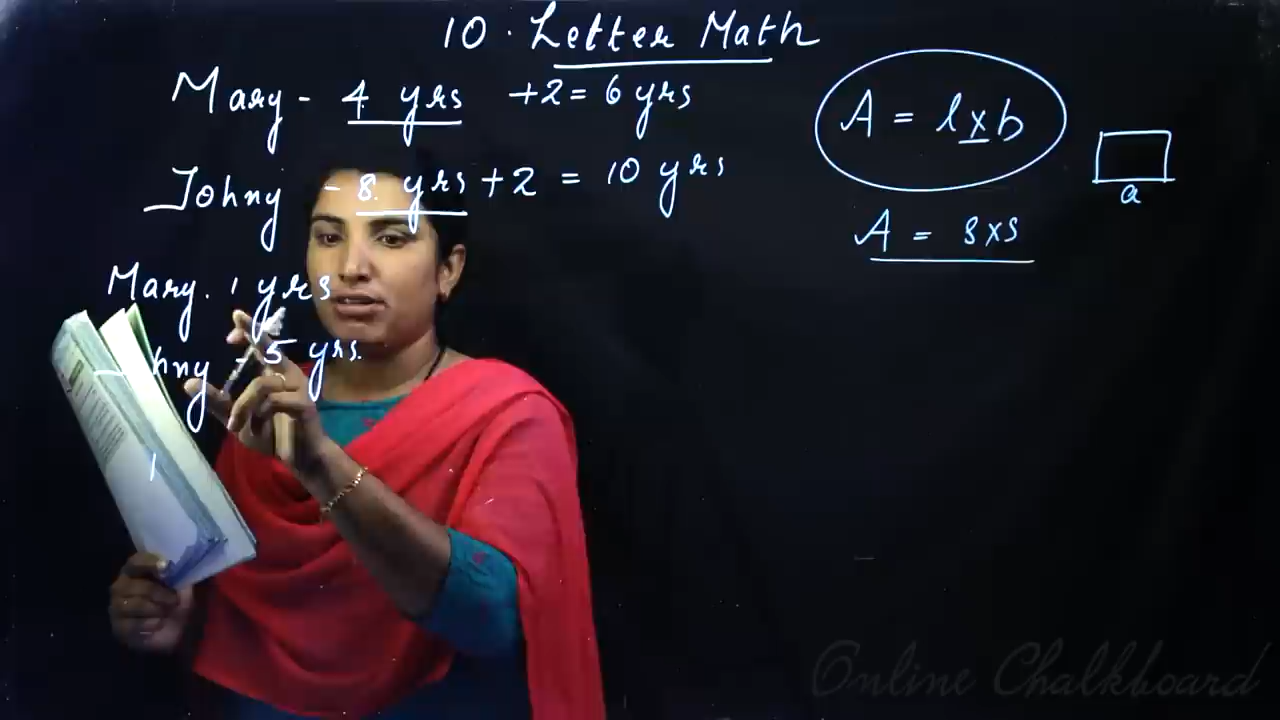 10. Letter Math
Mary - 4 yrs +2 = 6 yrs
Johny - 8 yrs +2 = 10 yrs
Mary. 1 yrs
hny - 5 yrs.
A = l x b
a
A = s x s
Online Chalkboard